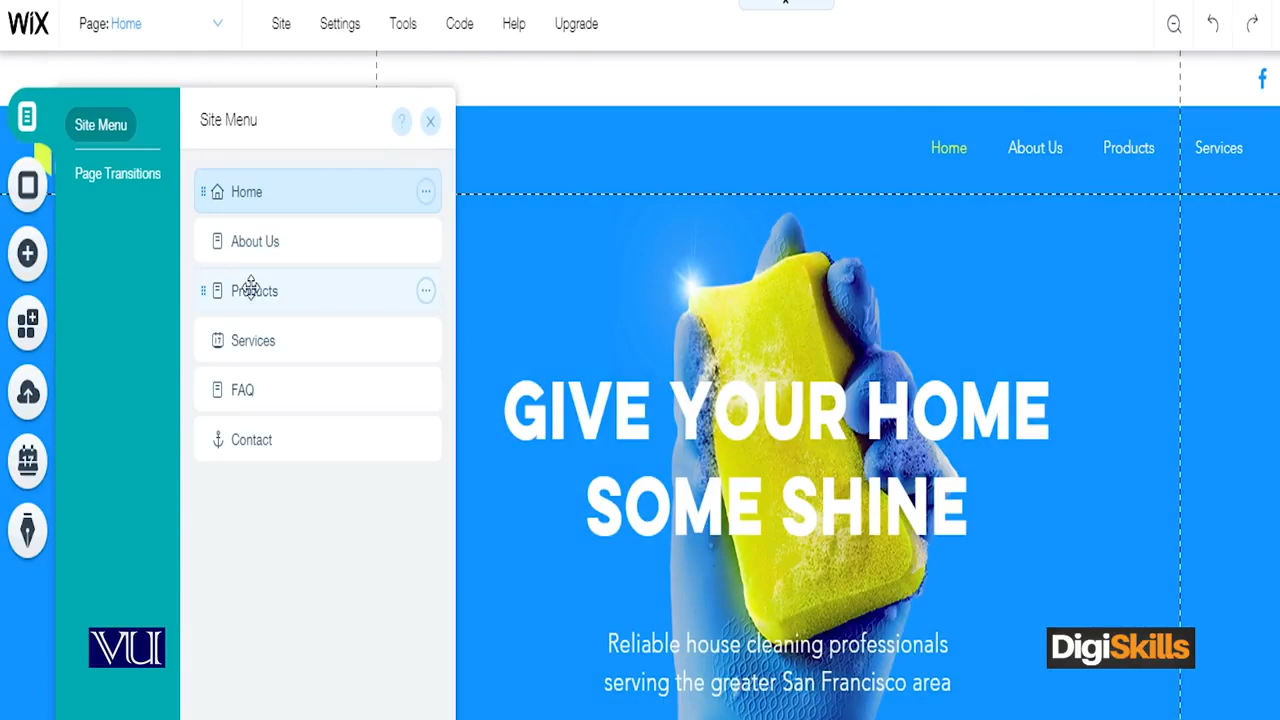 WiX
Page: Home
Site
Settings
Tools
Code
Help
Upgrade
Site Menu
Page Transitions
Site Menu
?
Home
About Us
Products
Services
FAQ
Contact
17
17
Home
About Us
Products
Services
GIVE YOUR HOME
SOME SHINE
Reliable house cleaning professionals
serving the greater San Francisco area
VU
DigiSkills